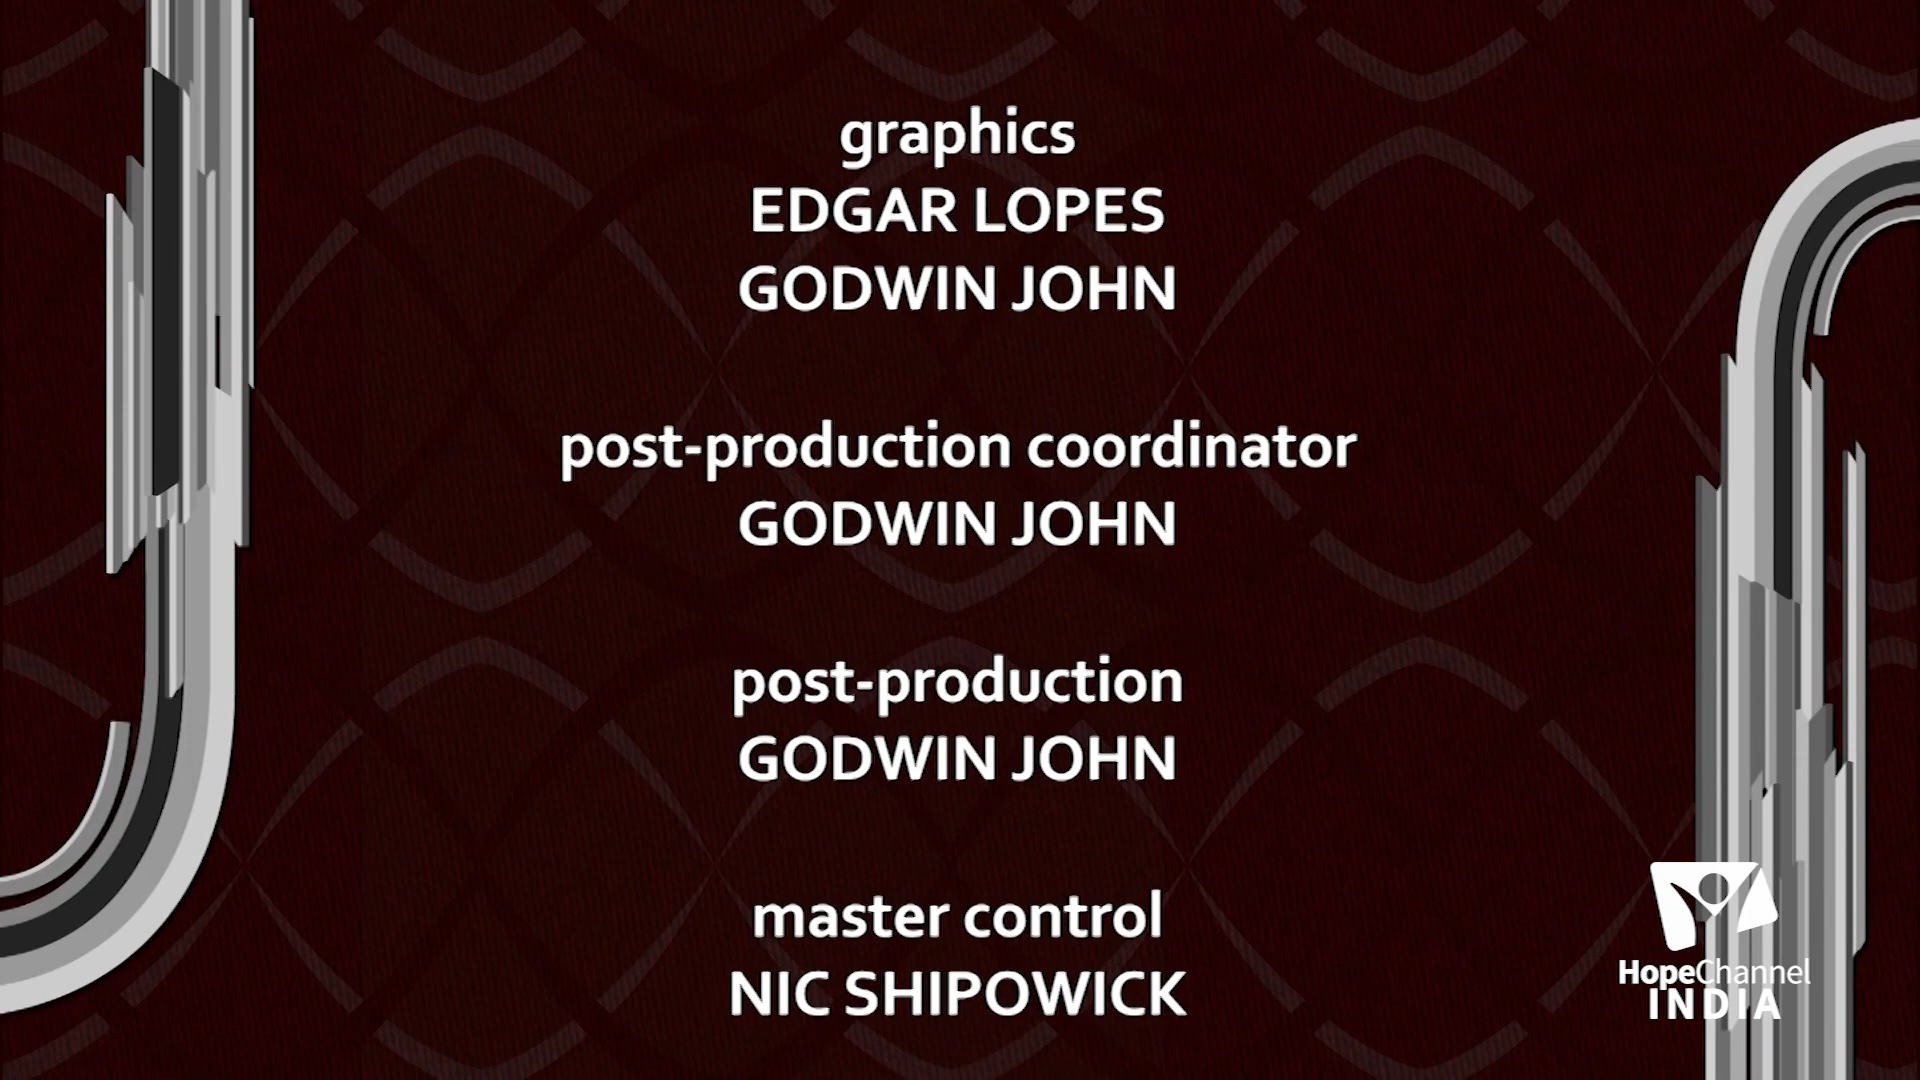 graphics
EDGAR LOPES
GODWIN JOHN
post-production coordinator
GODWIN JOHN
post-production
GODWIN JOHN
master control
NIC SHIPOWICK
HopeChannel
INDIA